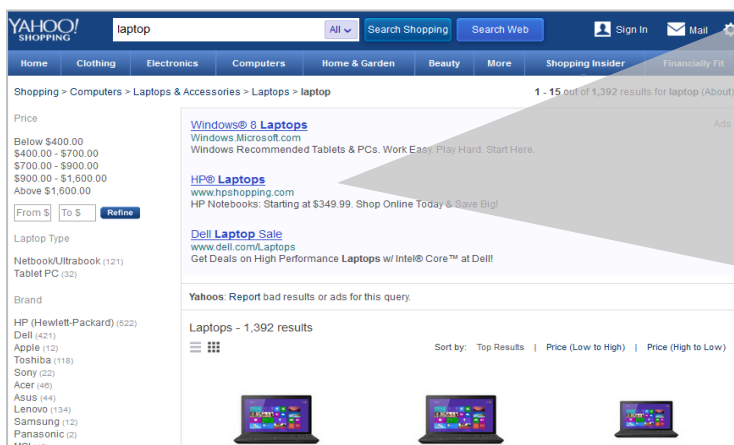 YAHOO!
SHOPPING
laptop
All
Search Shopping
Search Web
Sign In
Mail
Home Clothing Electronics Computers Home & Garden Beauty More Shopping Insider Financially Fit
Shopping > Computers > Laptops & Accessories > Laptops > laptop
1 - 15 out of 1,392 results for laptop (About)
Price
Below $400.00
$400.00 - $700.00
$700.00 - $900.00
$900.00 - $1,600.00
Above $1,600.00
From $ To $ Refine
Laptop Type
Netbook/Ultrabook (121)
Tablet PC (32)
Brand
HP (Hewlett-Packard) (522)
Dell (421)
Apple (12)
Toshiba (118)
Sony (22)
Acer (46)
Asus (44)
Lenovo (134)
Samsung (12)
Panasonic (2)
Ads
Windows® 8 Laptops
Windows.Microsoft.com
Windows Recommended Tablets & PCs. Work Easy. Play Hard. Start Here.
HP® Laptops
www.hpshopping.com
HP Notebooks: Starting at $349.99. Shop Online Today & Save Big!
Dell Laptop Sale
www.dell.com/Laptops
Get Deals on High Performance Laptops w/ Intel® Core™ at Dell!
Yahoos: Report bad results or ads for this query.
Laptops - 1,392 results
Sort by: Top Results | Price (Low to High) | Price (High to Low)